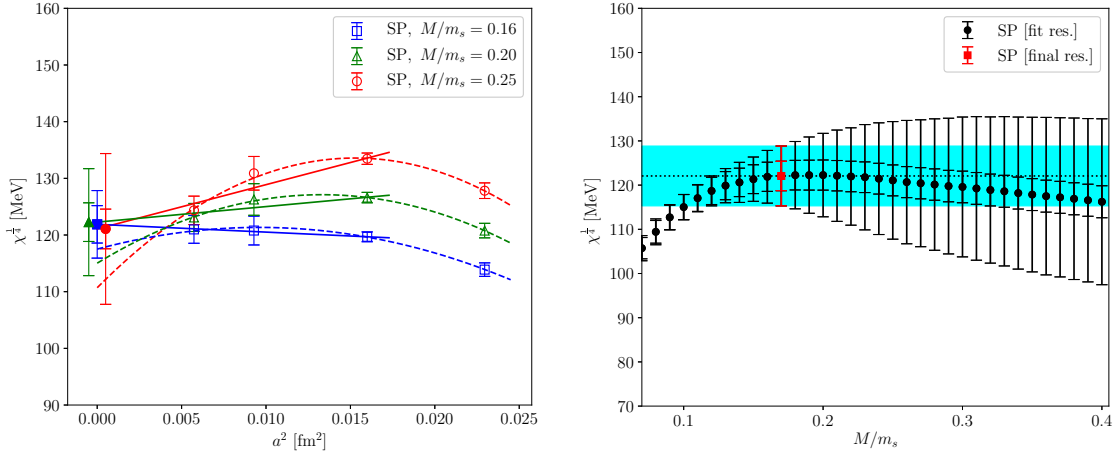 160
150
140
130
120
110
100
90
χ^{1/4} [MeV]
0.000 0.005 0.010 0.015 0.020 0.025
a² [fm²]
SP, M/m_s = 0.16
SP, M/m_s = 0.20
SP, M/m_s = 0.25
160
150
140
130
120
110
100
90
80
70
χ^{1/4} [MeV]
0.1 0.2 0.3 0.4
M/m_s
SP [fit res.]
SP [final res.]